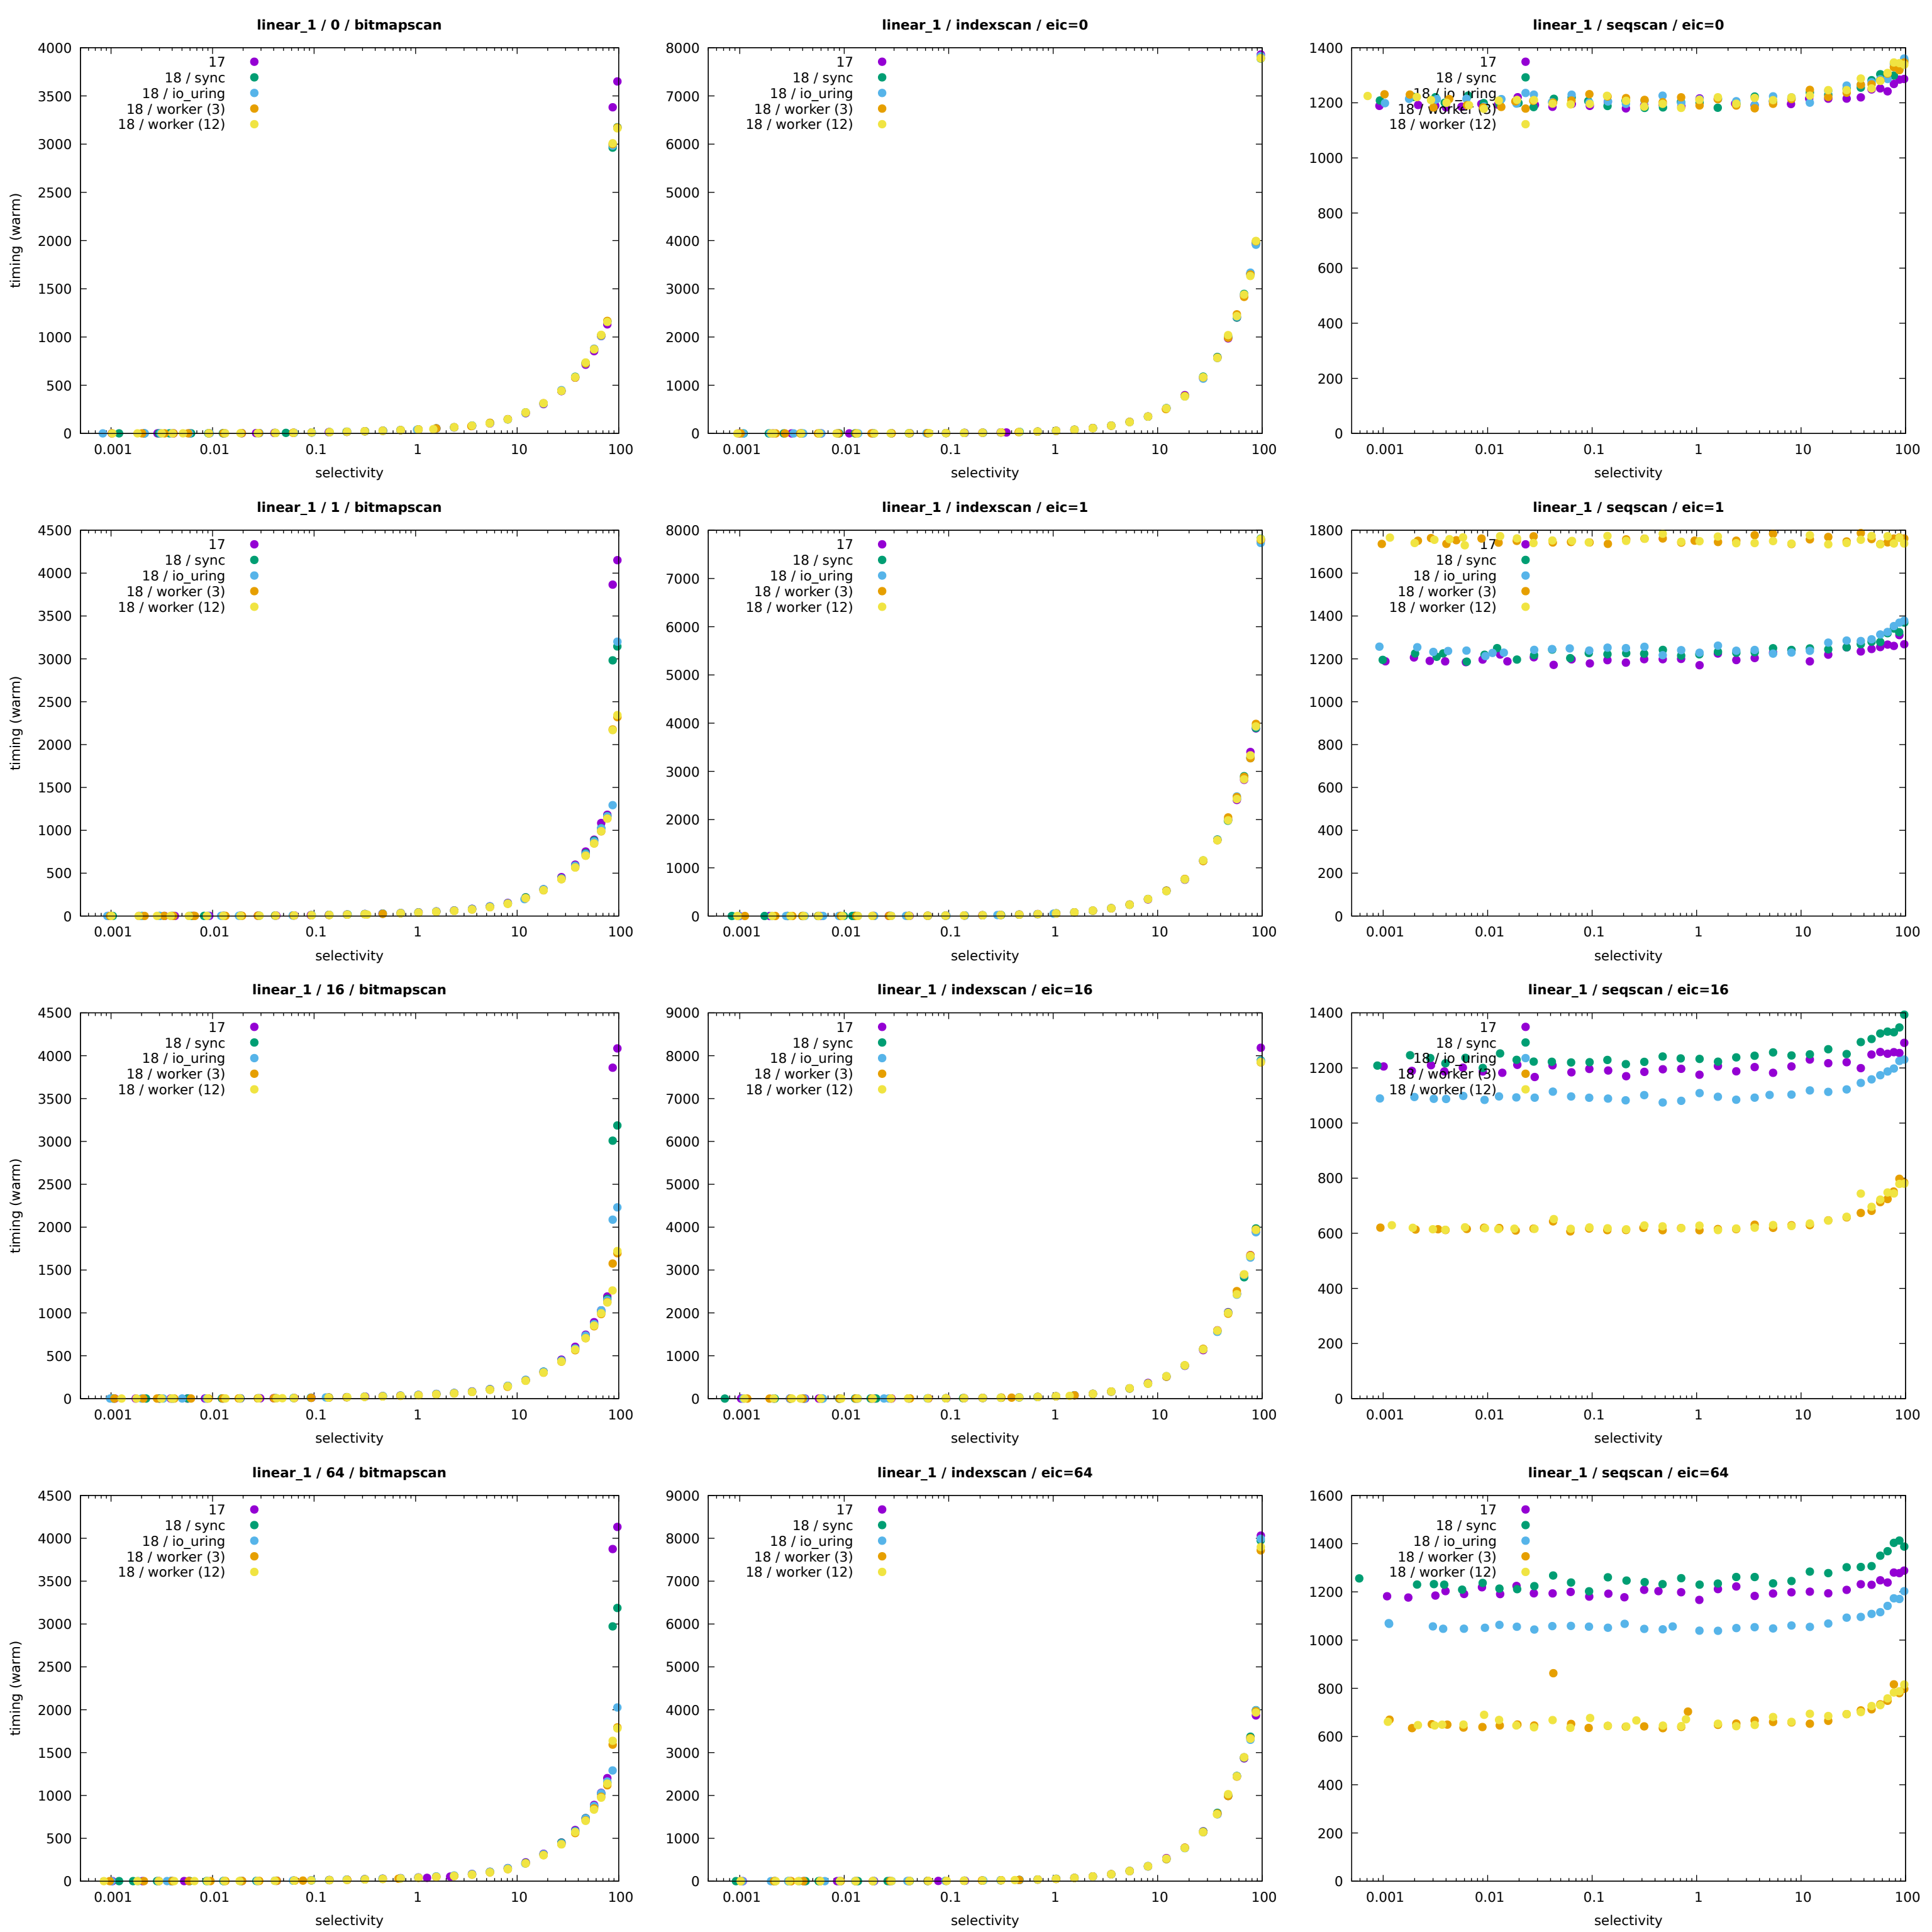 linear_1 / 0 / bitmapscan
timing (warm)
4000
3500
3000
2500
2000
1500
1000
500
0
17
18 / sync
18 / io_uring
18 / worker (3)
18 / worker (12)
0.001 0.01 0.1 1 10 100
selectivity
linear_1 / indexscan / eic=0
8000
7000
6000
5000
4000
3000
2000
1000
0
17
18 / sync
18 / io_uring
18 / worker (3)
18 / worker (12)
0.001 0.01 0.1 1 10 100
selectivity
linear_1 / seqscan / eic=0
1400
1200
1000
800
600
400
200
0
17
18 / sync
18 / io_uring
18 / worker (3)
18 / worker (12)
0.001 0.01 0.1 1 10 100
selectivity
linear_1 / 1 / bitmapscan
timing (warm)
4500
4000
3500
3000
2500
2000
1500
1000
500
0
17
18 / sync
18 / io_uring
18 / worker (3)
18 / worker (12)
0.001 0.01 0.1 1 10 100
selectivity
linear_1 / indexscan / eic=1
8000
7000
6000
5000
4000
3000
2000
1000
0
17
18 / sync
18 / io_uring
18 / worker (3)
18 / worker (12)
0.001 0.01 0.1 1 10 100
selectivity
linear_1 / seqscan / eic=1
1800
1600
1400
1200
1000
800
600
400
200
0
17
18 / sync
18 / io_uring
18 / worker (3)
18 / worker (12)
0.001 0.01 0.1 1 10 100
selectivity
linear_1 / 16 / bitmapscan
timing (warm)
4500
4000
3500
3000
2500
2000
1500
1000
500
0
17
18 / sync
18 / io_uring
18 / worker (3)
18 / worker (12)
0.001 0.01 0.1 1 10 100
selectivity
linear_1 / indexscan / eic=16
9000
8000
7000
6000
5000
4000
3000
2000
1000
0
17
18 / sync
18 / io_uring
18 / worker (3)
18 / worker (12)
0.001 0.01 0.1 1 10 100
selectivity
linear_1 / seqscan / eic=16
1400
1200
1000
800
600
400
200
0
17
18 / sync
18 / io_uring
18 / worker (3)
18 / worker (12)
0.001 0.01 0.1 1 10 100
selectivity
linear_1 / 64 / bitmapscan
timing (warm)
4500
4000
3500
3000
2500
2000
1500
1000
500
0
17
18 / sync
18 / io_uring
18 / worker (3)
18 / worker (12)
0.001 0.01 0.1 1 10 100
selectivity
linear_1 / indexscan / eic=64
9000
8000
7000
6000
5000
4000
3000
2000
1000
0
17
18 / sync
18 / io_uring
18 / worker (3)
18 / worker (12)
0.001 0.01 0.1 1 10 100
selectivity
linear_1 / seqscan / eic=64
1600
1400
1200
1000
800
600
400
200
0
17
18 / sync
18 / io_uring
18 / worker (3)
18 / worker (12)
0.001 0.01 0.1 1 10 100
selectivity